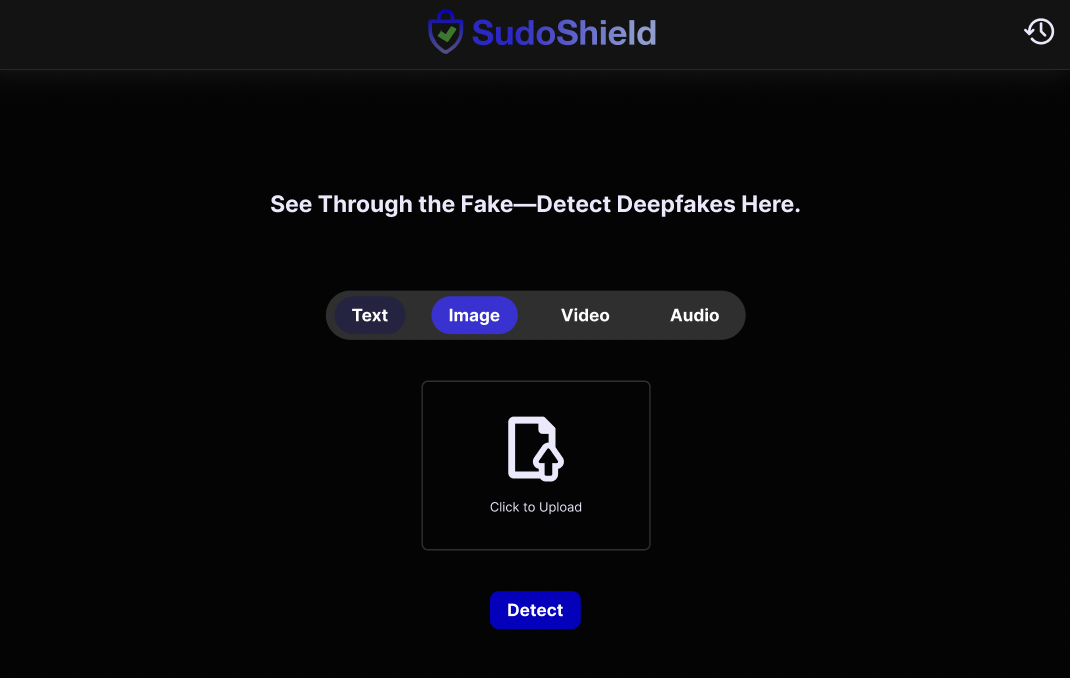 SudoShield
See Through the Fake—Detect Deepfakes Here.
Text Image Video Audio
Click to Upload
Detect